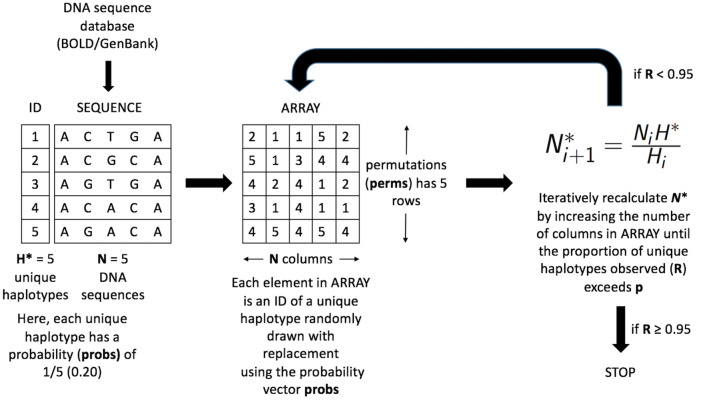 DNA sequence
database
(BOLD/GenBank)
ID SEQUENCE
1 A C T G A
2 A C G C A
3 A G T G A
4 A C A C A
5 A G A C A
H* = 5
unique
haplotypes
N = 5
DNA
sequences
Here, each unique
haplotype has a
probability (probs) of
1/5 (0.20)
ARRAY
2 1 1 5 2
5 1 3 4 4
4 2 4 1 2
3 1 4 1 1
4 5 2 4 4
permutations
(perms) has 5
rows
N columns
Each element in ARRAY
is an ID of a unique
haplotype randomly
drawn with
replacement
using the probability
vector probs
if R < 0.95
N*i+1 = NiH*/Hi
Iteratively recalculate N*
by increasing the number
of columns in ARRAY until
the proportion of unique
haplotypes observed (R)
exceeds p
if R ≥ 0.95
STOP